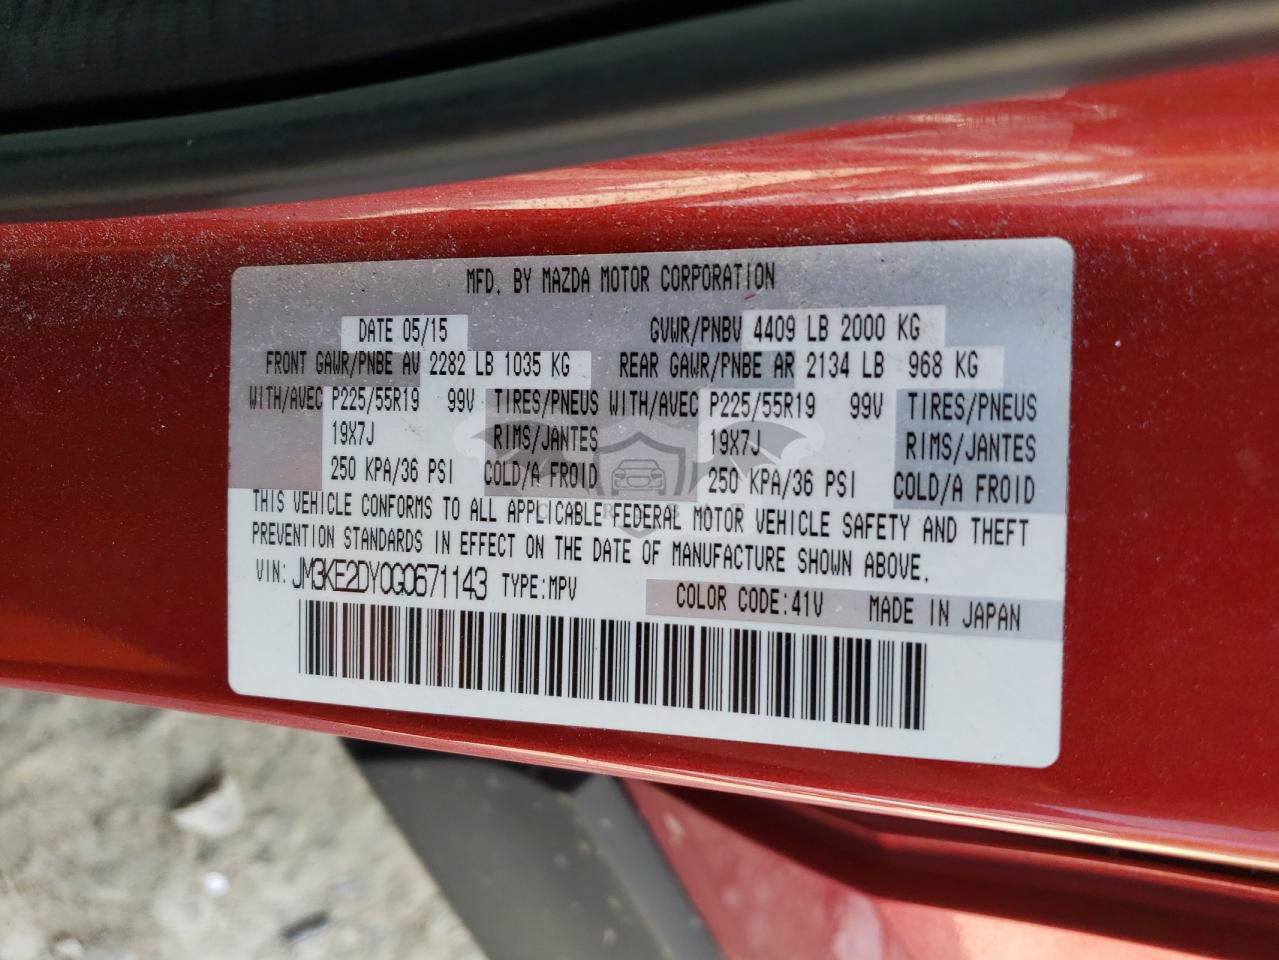 MFD. BY MAZDA MOTOR CORPORATION
DATE 05/15 GVWR/PNBV 4409 LB 2000 KG
FRONT GAWR/PNBE AV 2282 LB 1035 KG REAR GAWR/PNBE AR 2134 LB 968 KG
WITH/AVEC P225/55R19 99V TIRES/PNEUS WITH/AVEC P225/55R19 99V TIRES/PNEUS
19X7J RIMS/JANTES 19X7J RIMS/JANTES
250 KPA/36 PSI COLD/A FROID 250 KPA/36 PSI COLD/A FROID
THIS VEHICLE CONFORMS TO ALL APPLICABLE FEDERAL MOTOR VEHICLE SAFETY AND THEFT
PREVENTION STANDARDS IN EFFECT ON THE DATE OF MANUFACTURE SHOWN ABOVE.
VIN: JM3KE2DY0G0671143 TYPE:MPV COLOR CODE:41V MADE IN JAPAN